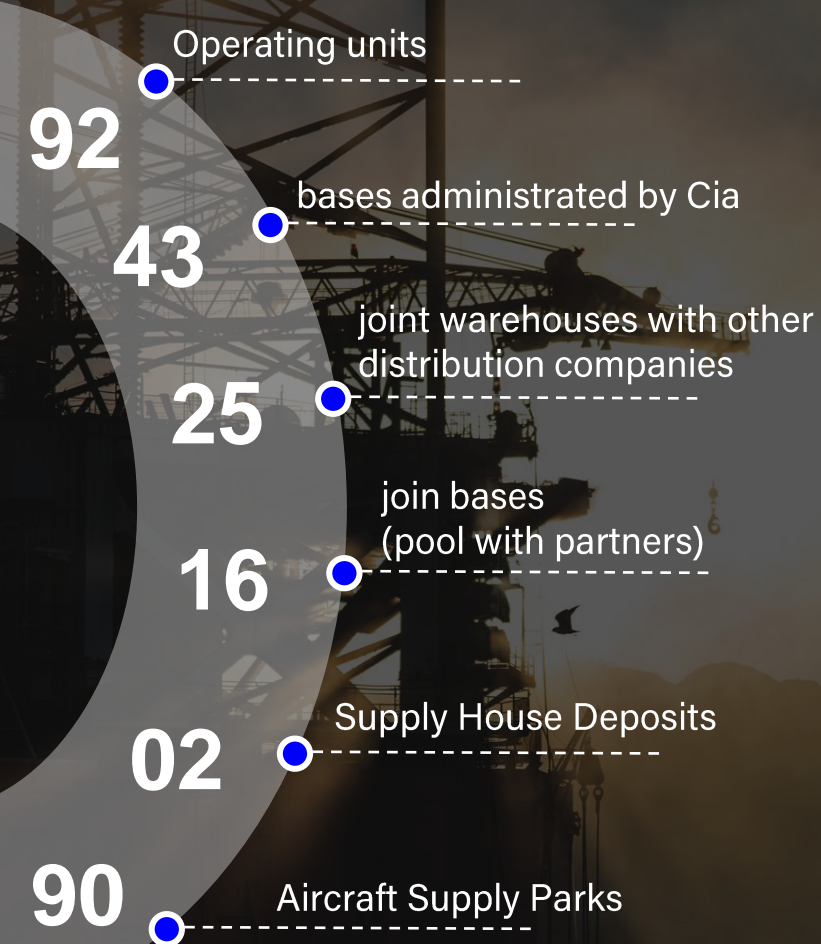 Operating units
92
bases administrated by Cia
43
joint warehouses with other
distribution companies
25
join bases
(pool with partners)
16
Supply House Deposits
02
Aircraft Supply Parks
90